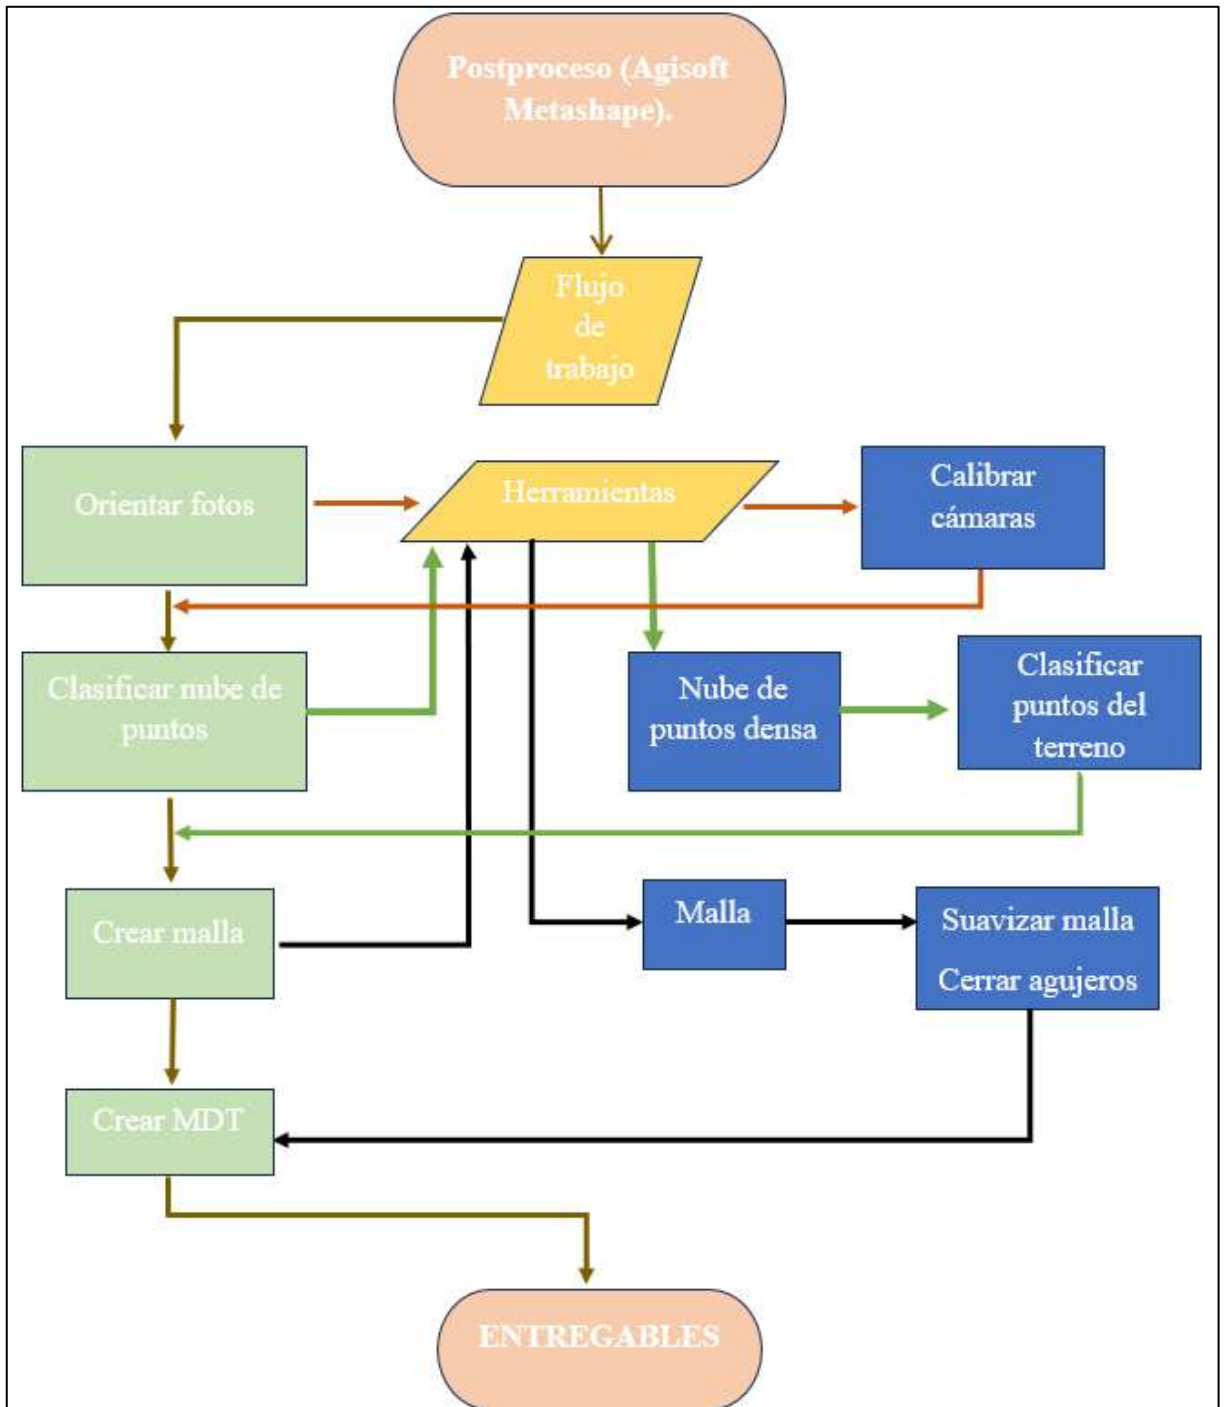 Postproceso (Agisoft
Metashape).
Flujo
de
trabajo
Orientar fotos
Herramientas
Calibrar
cámaras
Clasificar nube de
puntos
Nube de
puntos densa
Clasificar
puntos del
terreno
Crear malla
Malla
Suavizar malla
Cerrar agujeros
Crear MDT
ENTREGABLES